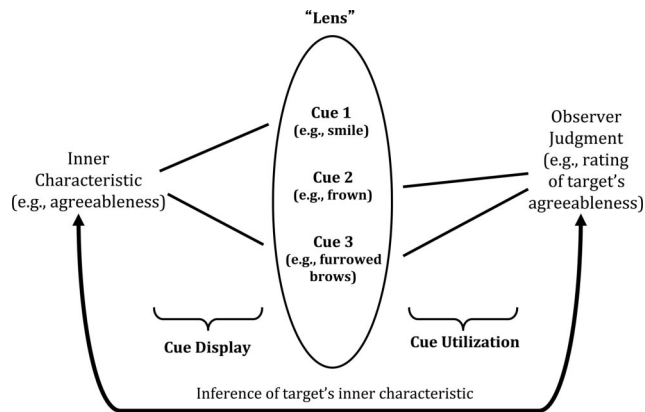 “Lens”
Cue 1
(e.g., smile)
Cue 2
(e.g., frown)
Cue 3
(e.g., furrowed
brows)
Inner
Characteristic
(e.g., agreeableness)
Observer
Judgment
(e.g., rating
of target’s
agreeableness)
Cue Display
Cue Utilization
Inference of target’s inner characteristic